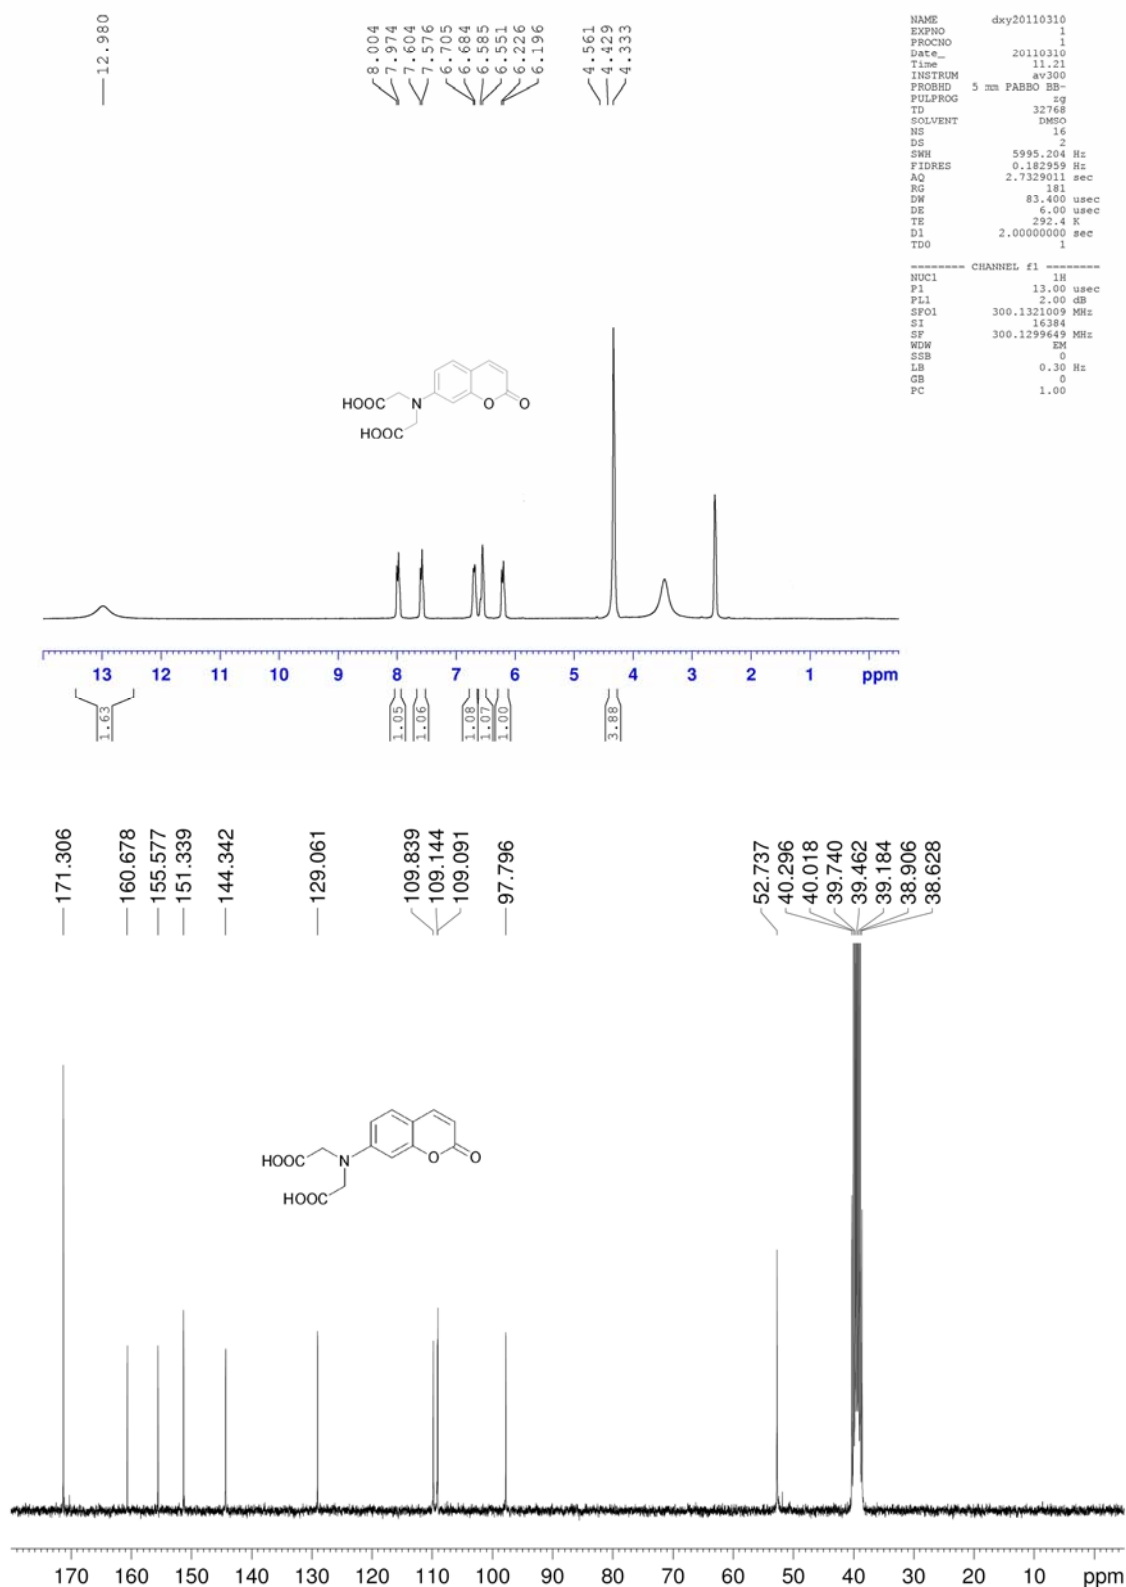 12.980
8.004
7.974
7.604
7.576
6.705
6.684
6.585
6.551
6.226
6.196
4.561
4.429
4.333
NAME dxy20110310
EXPNO 1
PROCNO 1
Date_ 20110310
Time 11.21
INSTRUM av300
PROBHD 5 mm PABBO BB-
PULPROG zg
TD 32768
SOLVENT DMSO
NS 16
DS 2
SWH 5995.204 Hz
FIDRES 0.182959 Hz
AQ 2.7329011 sec
RG 181
DW 83.400 usec
DE 6.00 usec
TE 292.4 K
D1 2.00000000 sec
TD0 1
======== CHANNEL f1 ========
NUC1 1H
P1 13.00 usec
PL1 2.00 dB
SFO1 300.1321009 MHz
SI 16384
SF 300.1299649 MHz
WDW EM
SSB 0
LB 0.30 Hz
GB 0
PC 1.00
HOOC N O O
HOOC
13 12 11 10 9 8 7 6 5 4 3 2 1 ppm
1.63
1.05
1.06
1.08
1.07
1.00
3.88
171.306
160.678
155.577
151.339
144.342
129.061
109.839
109.144
109.091
97.796
52.737
40.296
40.018
39.740
39.462
39.184
38.906
38.628
HOOC N O O
HOOC
170 160 150 140 130 120 110 100 90 80 70 60 50 40 30 20 10 ppm